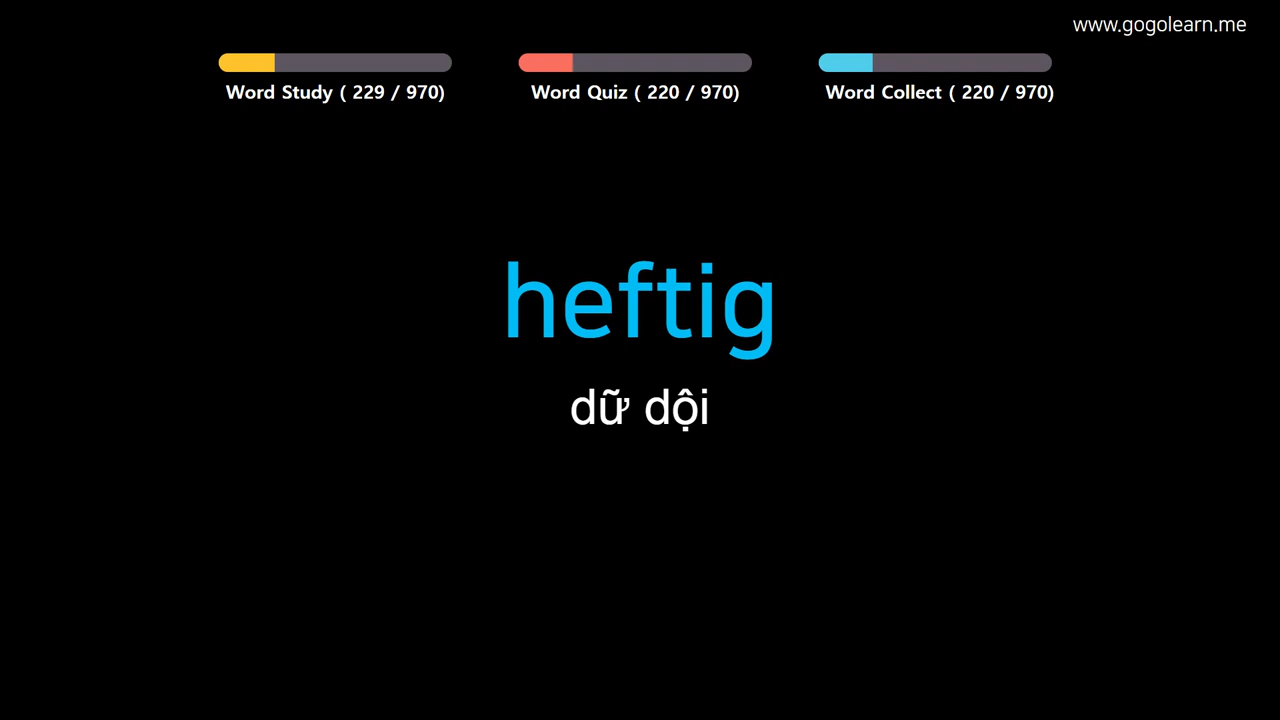 www.gogolearn.me
Word Study ( 229 / 970)
Word Quiz ( 220 / 970)
Word Collect ( 220 / 970)
heftig
dữ dội